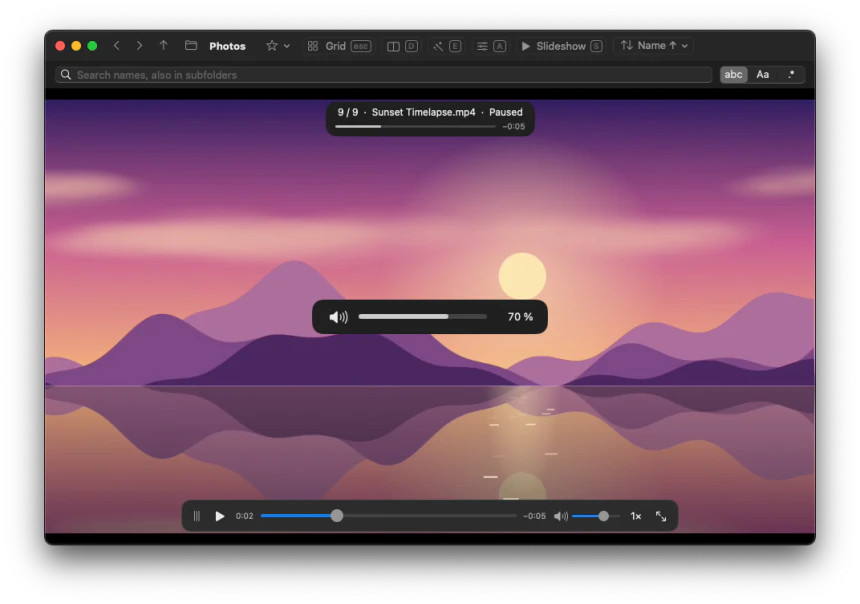 Photos Grid esc D E A Slideshow S Name
Search names, also in subfolders abc Aa .*
9 / 9 · Sunset Timelapse.mp4 · Paused
−0:05
70 %
0:02 −0:05 1×